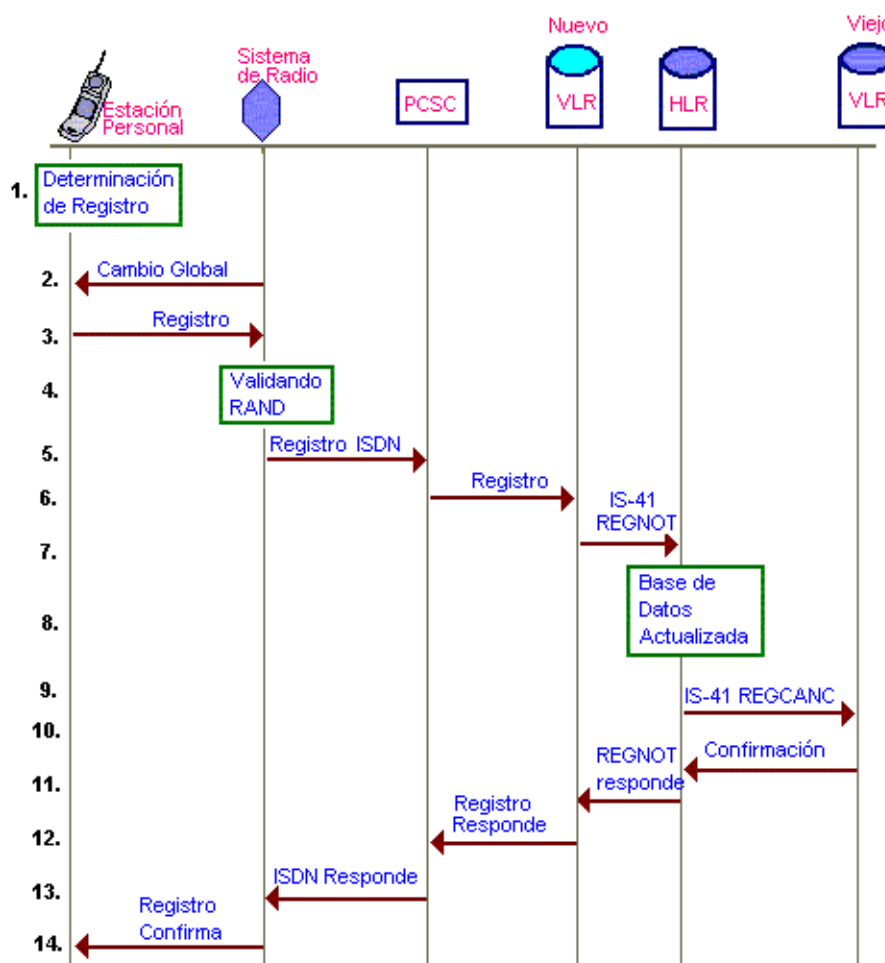 Nuevo
Viejo
Sistema
de Radio
Estación
Personal
PCSC
VLR
HLR
VLR
1.
Determinación
de Registro
2.
Cambio Global
3.
Registro
4.
Validando
RAND
5.
Registro ISDN
6.
Registro
7.
IS-41
REGNOT
8.
Base de
Datos
Actualizada
9.
IS-41 REGCANC
10.
Confirmación
11.
REGNOT
responde
12.
Registro
Responde
13.
ISDN Responde
14.
Registro
Confirma